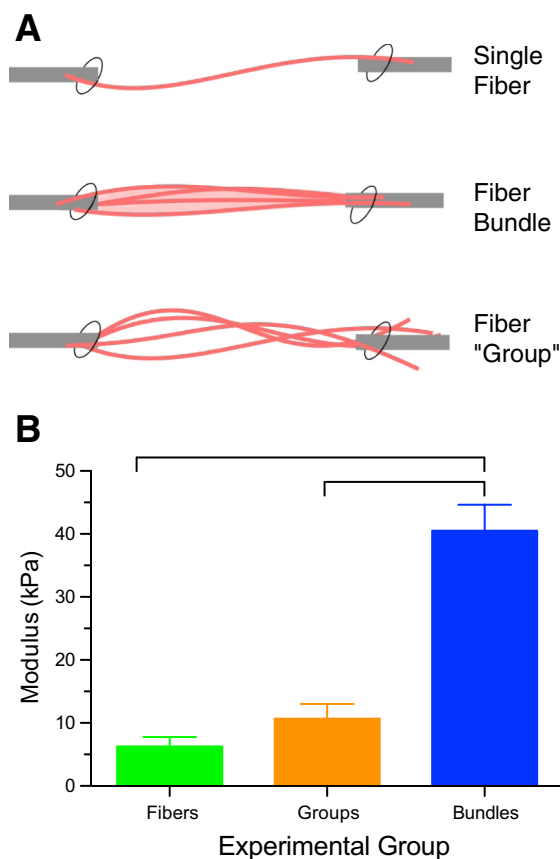 A
Single
Fiber
Fiber
Bundle
Fiber
"Group"
B
50
40
30
20
10
0
Modulus (kPa)
Fibers
Groups
Bundles
Experimental Group